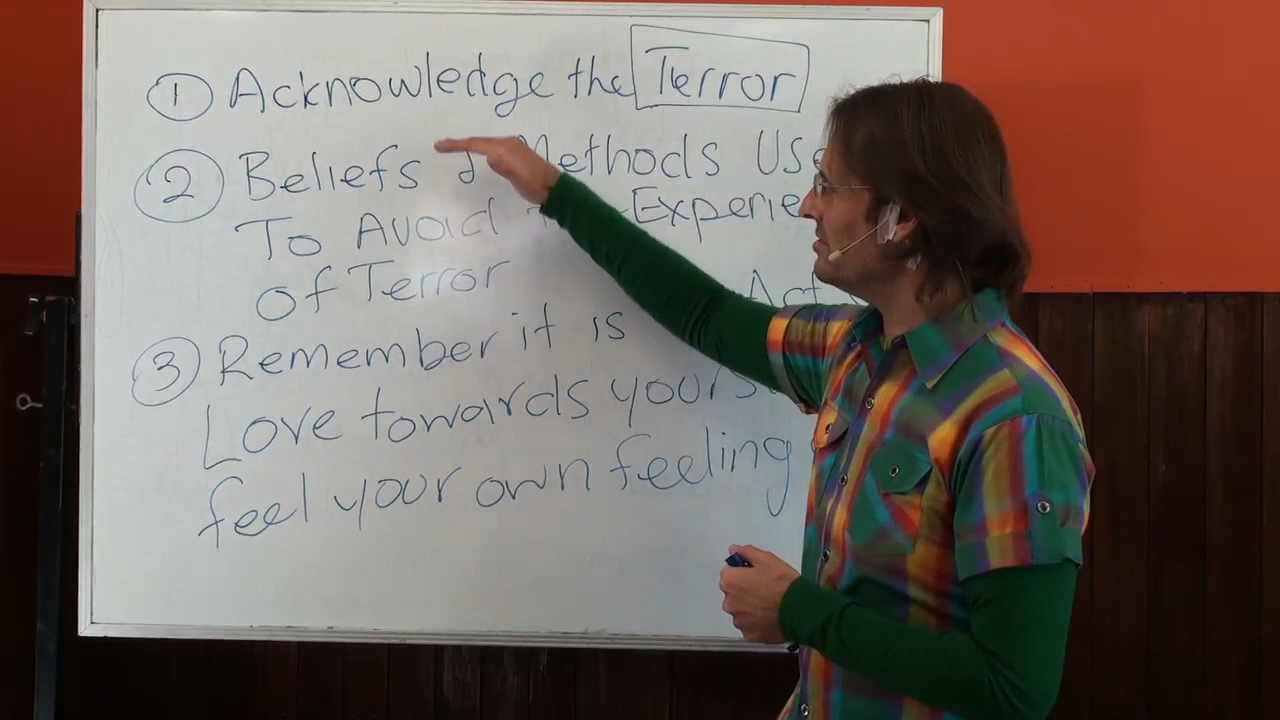 1 Acknowledge the Terror
2 Beliefs & Methods Use
To Avoid Experie
of Terror
Act
3 Remember it is
Love towards yours
feel your own feeling